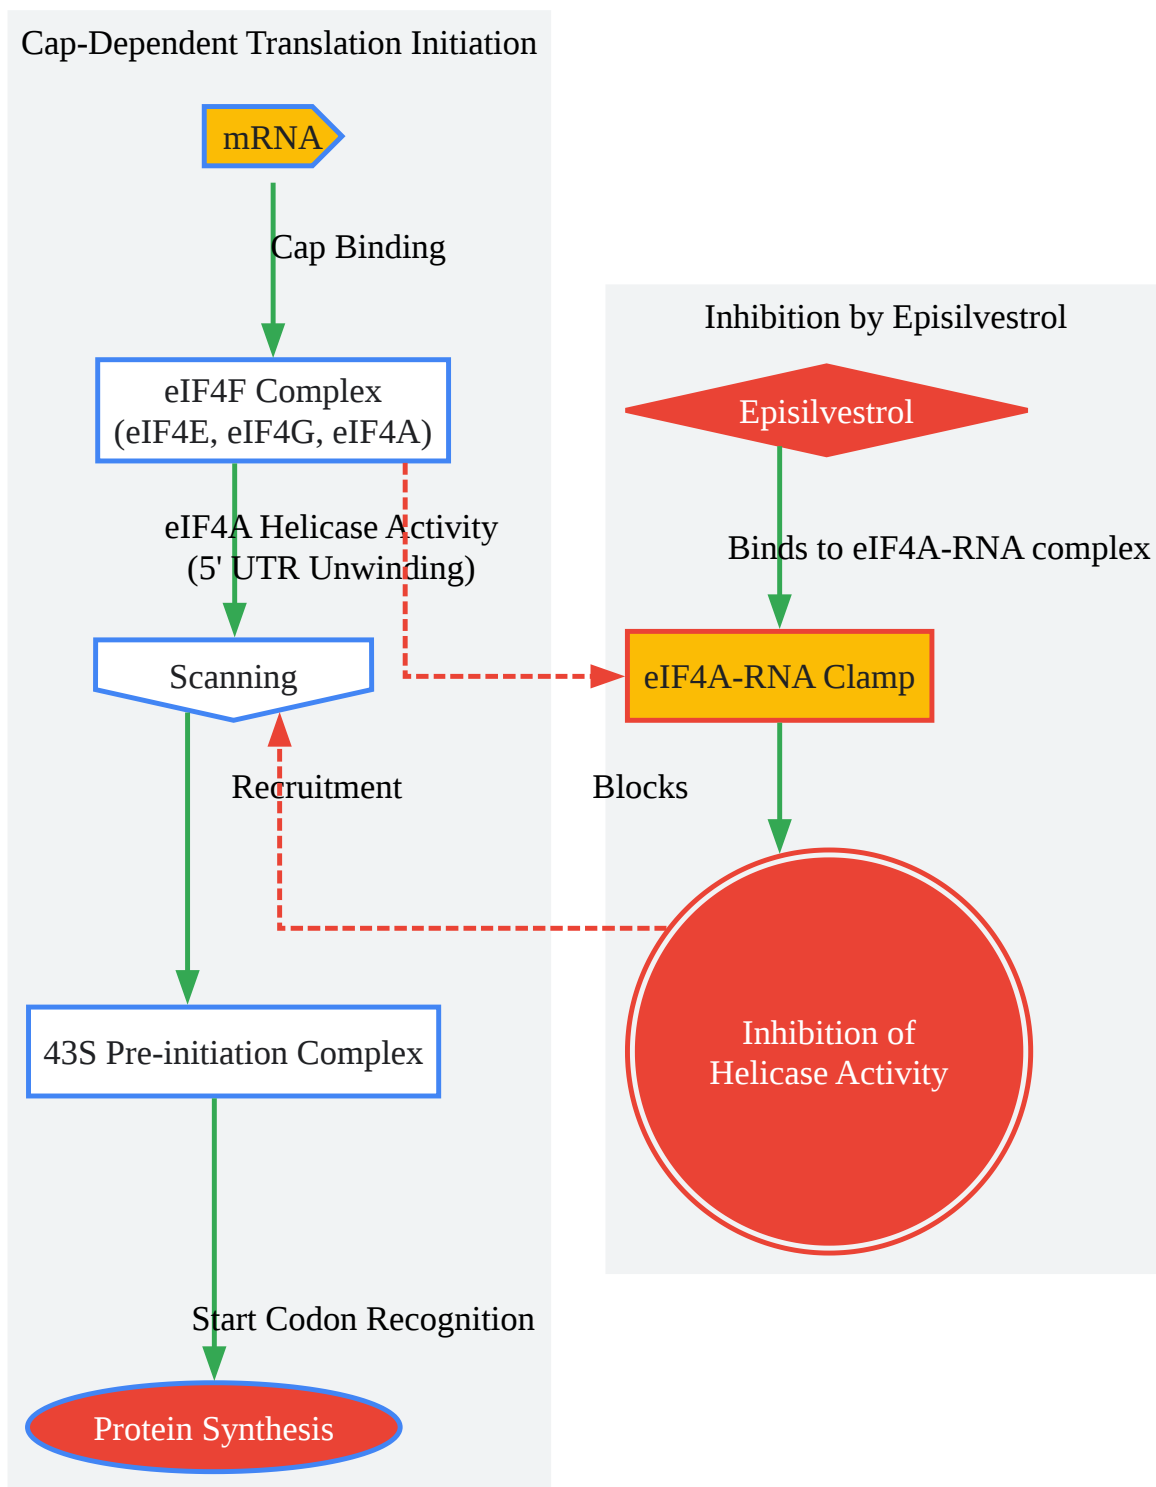 Cap-Dependent Translation Initiation
mRNA
Cap Binding
eIF4F Complex
(eIF4E, eIF4G, eIF4A)
eIF4A Helicase Activity
(5' UTR Unwinding)
Scanning
Recruitment
43S Pre-initiation Complex
Start Codon Recognition
Protein Synthesis
Inhibition by Episilvestrol
Episilvestrol
Binds to eIF4A-RNA complex
eIF4A-RNA Clamp
Blocks
Inhibition of
Helicase Activity